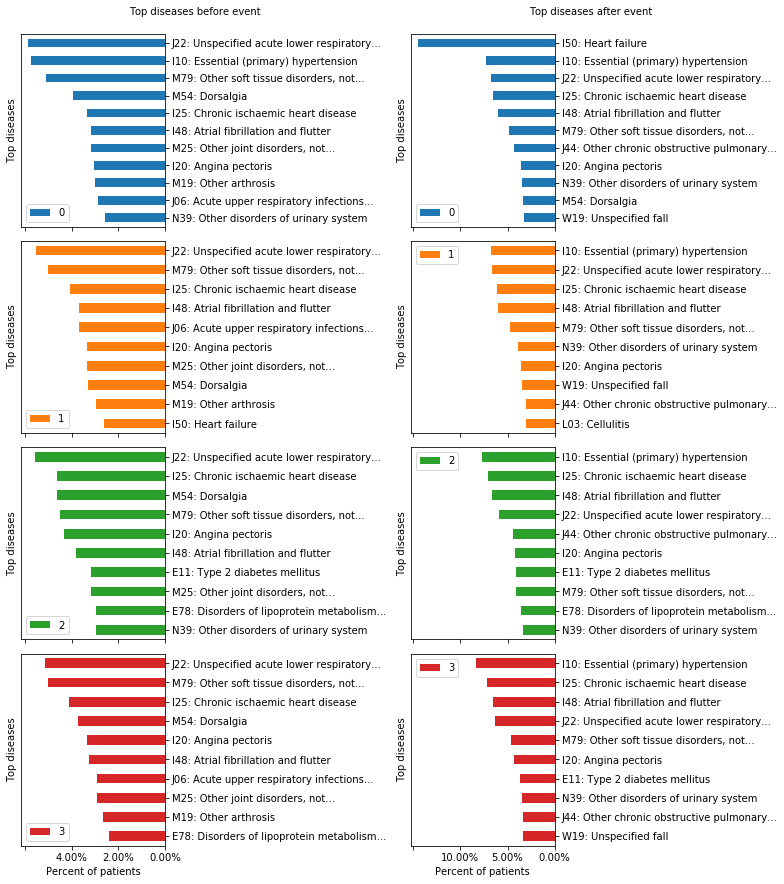 Top diseases before event
Top diseases
J22: Unspecified acute lower respiratory...
I10: Essential (primary) hypertension
M79: Other soft tissue disorders, not...
M54: Dorsalgia
I25: Chronic ischaemic heart disease
I48: Atrial fibrillation and flutter
M25: Other joint disorders, not...
I20: Angina pectoris
M19: Other arthrosis
J06: Acute upper respiratory infections...
N39: Other disorders of urinary system
0
Top diseases
J22: Unspecified acute lower respiratory...
M79: Other soft tissue disorders, not...
I25: Chronic ischaemic heart disease
I48: Atrial fibrillation and flutter
J06: Acute upper respiratory infections...
I20: Angina pectoris
M25: Other joint disorders, not...
M54: Dorsalgia
M19: Other arthrosis
I50: Heart failure
1
Top diseases
J22: Unspecified acute lower respiratory...
I25: Chronic ischaemic heart disease
M54: Dorsalgia
M79: Other soft tissue disorders, not...
I20: Angina pectoris
I48: Atrial fibrillation and flutter
E11: Type 2 diabetes mellitus
M25: Other joint disorders, not...
E78: Disorders of lipoprotein metabolism...
N39: Other disorders of urinary system
2
Top diseases
J22: Unspecified acute lower respiratory...
M79: Other soft tissue disorders, not...
I25: Chronic ischaemic heart disease
M54: Dorsalgia
I20: Angina pectoris
I48: Atrial fibrillation and flutter
J06: Acute upper respiratory infections...
M25: Other joint disorders, not...
M19: Other arthrosis
E78: Disorders of lipoprotein metabolism...
3
4.00% 2.00% 0.00%
Percent of patients
Top diseases after event
Top diseases
I50: Heart failure
I10: Essential (primary) hypertension
J22: Unspecified acute lower respiratory...
I25: Chronic ischaemic heart disease
I48: Atrial fibrillation and flutter
M79: Other soft tissue disorders, not...
J44: Other chronic obstructive pulmonary...
I20: Angina pectoris
N39: Other disorders of urinary system
M54: Dorsalgia
W19: Unspecified fall
0
Top diseases
1
I10: Essential (primary) hypertension
J22: Unspecified acute lower respiratory...
I25: Chronic ischaemic heart disease
I48: Atrial fibrillation and flutter
M79: Other soft tissue disorders, not...
N39: Other disorders of urinary system
I20: Angina pectoris
W19: Unspecified fall
J44: Other chronic obstructive pulmonary...
L03: Cellulitis
Top diseases
2
I10: Essential (primary) hypertension
I25: Chronic ischaemic heart disease
I48: Atrial fibrillation and flutter
J22: Unspecified acute lower respiratory...
J44: Other chronic obstructive pulmonary...
I20: Angina pectoris
E11: Type 2 diabetes mellitus
M79: Other soft tissue disorders, not...
E78: Disorders of lipoprotein metabolism...
N39: Other disorders of urinary system
Top diseases
3
I10: Essential (primary) hypertension
I25: Chronic ischaemic heart disease
I48: Atrial fibrillation and flutter
J22: Unspecified acute lower respiratory...
M79: Other soft tissue disorders, not...
I20: Angina pectoris
E11: Type 2 diabetes mellitus
N39: Other disorders of urinary system
J44: Other chronic obstructive pulmonary...
W19: Unspecified fall
10.00% 5.00% 0.00%
Percent of patients